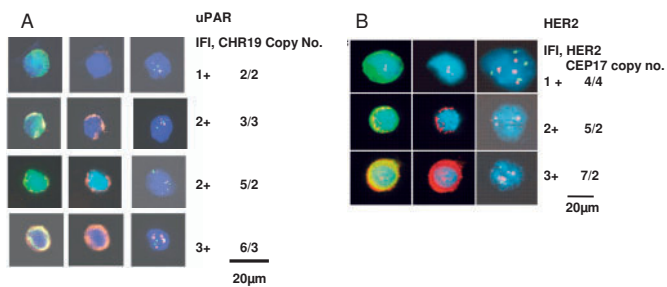 A
uPAR
IFI, CHR19 Copy No.
1+ 2/2
2+ 3/3
2+ 5/2
3+ 6/3
20µm
B
HER2
IFI, HER2
CEP17 copy no.
1 + 4/4
2+ 5/2
3+ 7/2
20µm